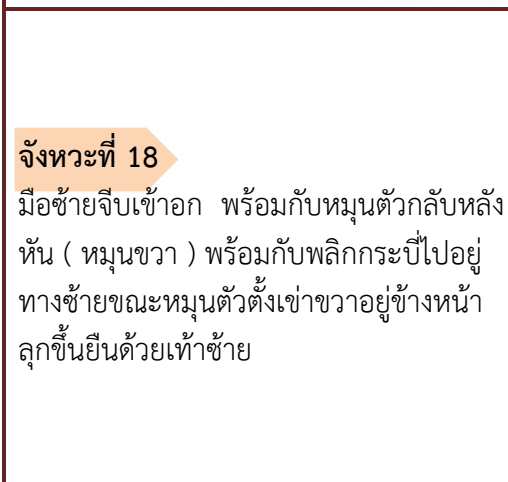 จังหวะที่ 18
มือซ้ายจีบเข้าอก พร้อมกับหมุนตัวกลับหลัง
หัน ( หมุนขวา ) พร้อมกับพลิกกระบี่ไปอยู่
ทางซ้ายขณะหมุนตัวตั้งเข่าขวาอยู่ข้างหน้า
ลุกขึ้นยืนด้วยเท้าซ้าย